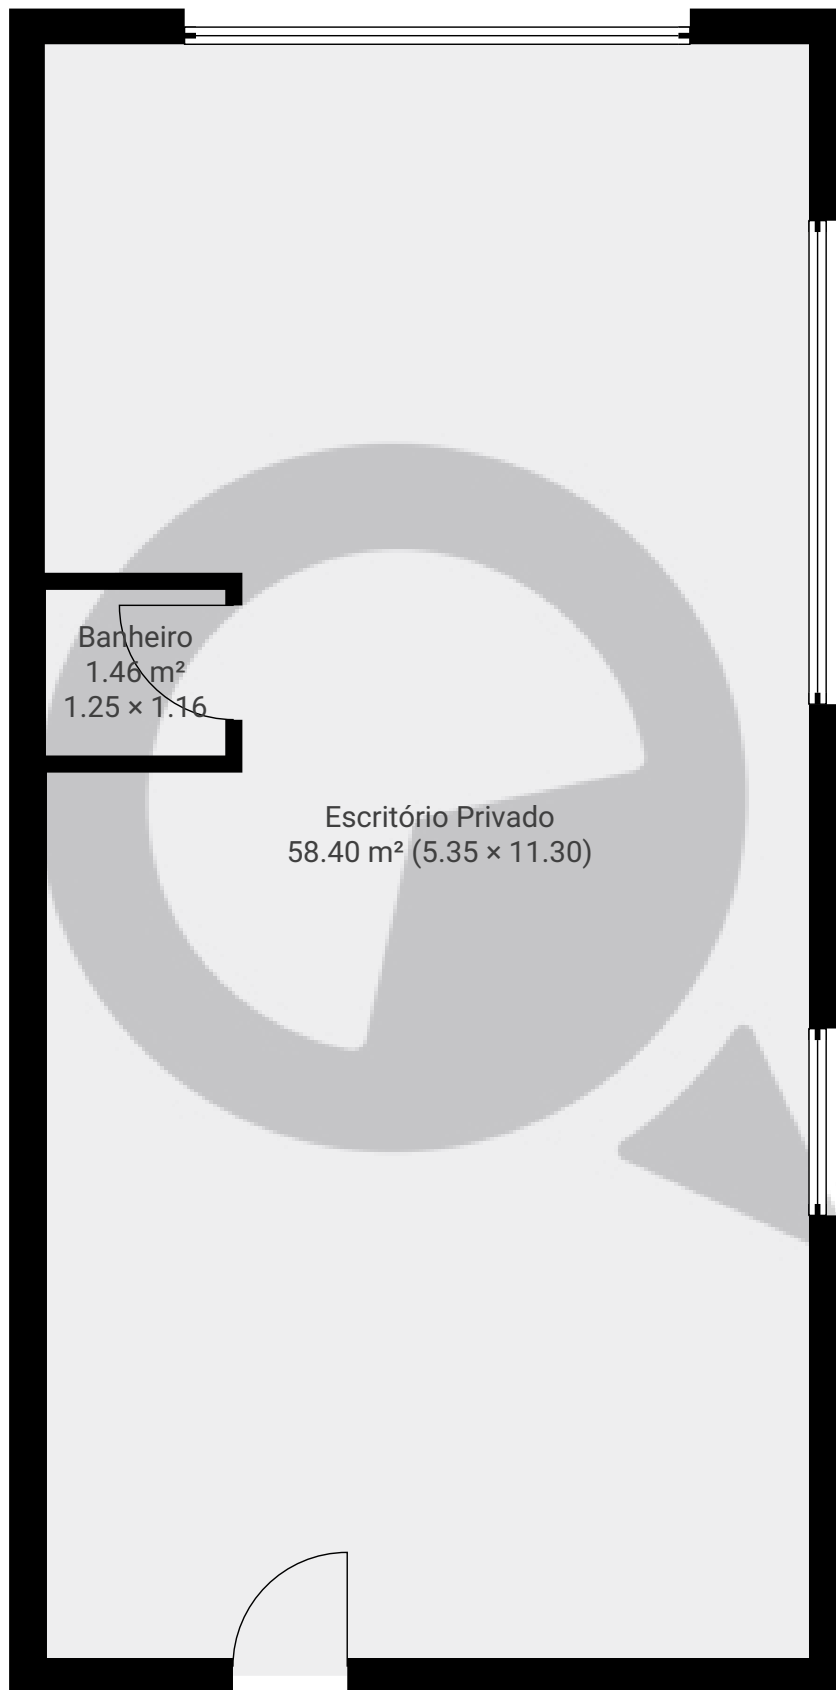 Banheiro
1.46 m²
1.25 × 1.16
Escritório Privado
58.40 m² (5.35 × 11.30)